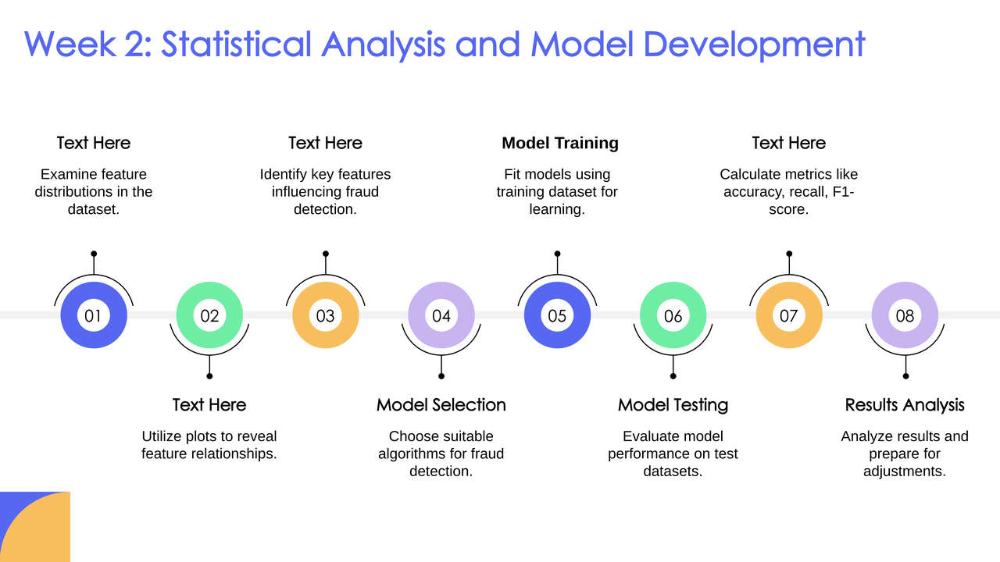 Week 2: Statistical Analysis and Model Development
Text Here
Examine feature
distributions in the
dataset.
01
Text Here
Utilize plots to reveal
feature relationships.
02
Text Here
Identify key features
influencing fraud
detection.
03
Model Selection
Choose suitable
algorithms for fraud
detection.
04
Model Training
Fit models using
training dataset for
learning.
05
Model Testing
Evaluate model
performance on test
datasets.
06
Text Here
Calculate metrics like
accuracy, recall, F1-
score.
07
Results Analysis
Analyze results and
prepare for
adjustments.
08